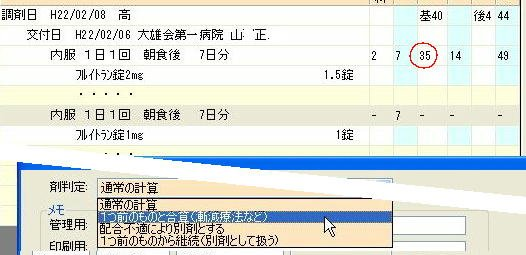 調剤日 H22/02/08 高 基40 後4 44
交付日 H22/02/06 大雄会第一病院 山 正.
内服 1日1回 朝食後 7日分 2 7 35 14 49
フルイトラン錠2mg 1.5錠
・・・・・
内服 1日1回 朝食後 7日分 - 7 - - -
フルイトラン錠1mg 1錠
・・・・・
剤判定: 通常の計算
通常の計算
メモ
1つ前のものと合算(漸減療法など)
管理用:
配合不適により別剤とする
1つ前のものから継続(別剤として扱う)
印刷用: